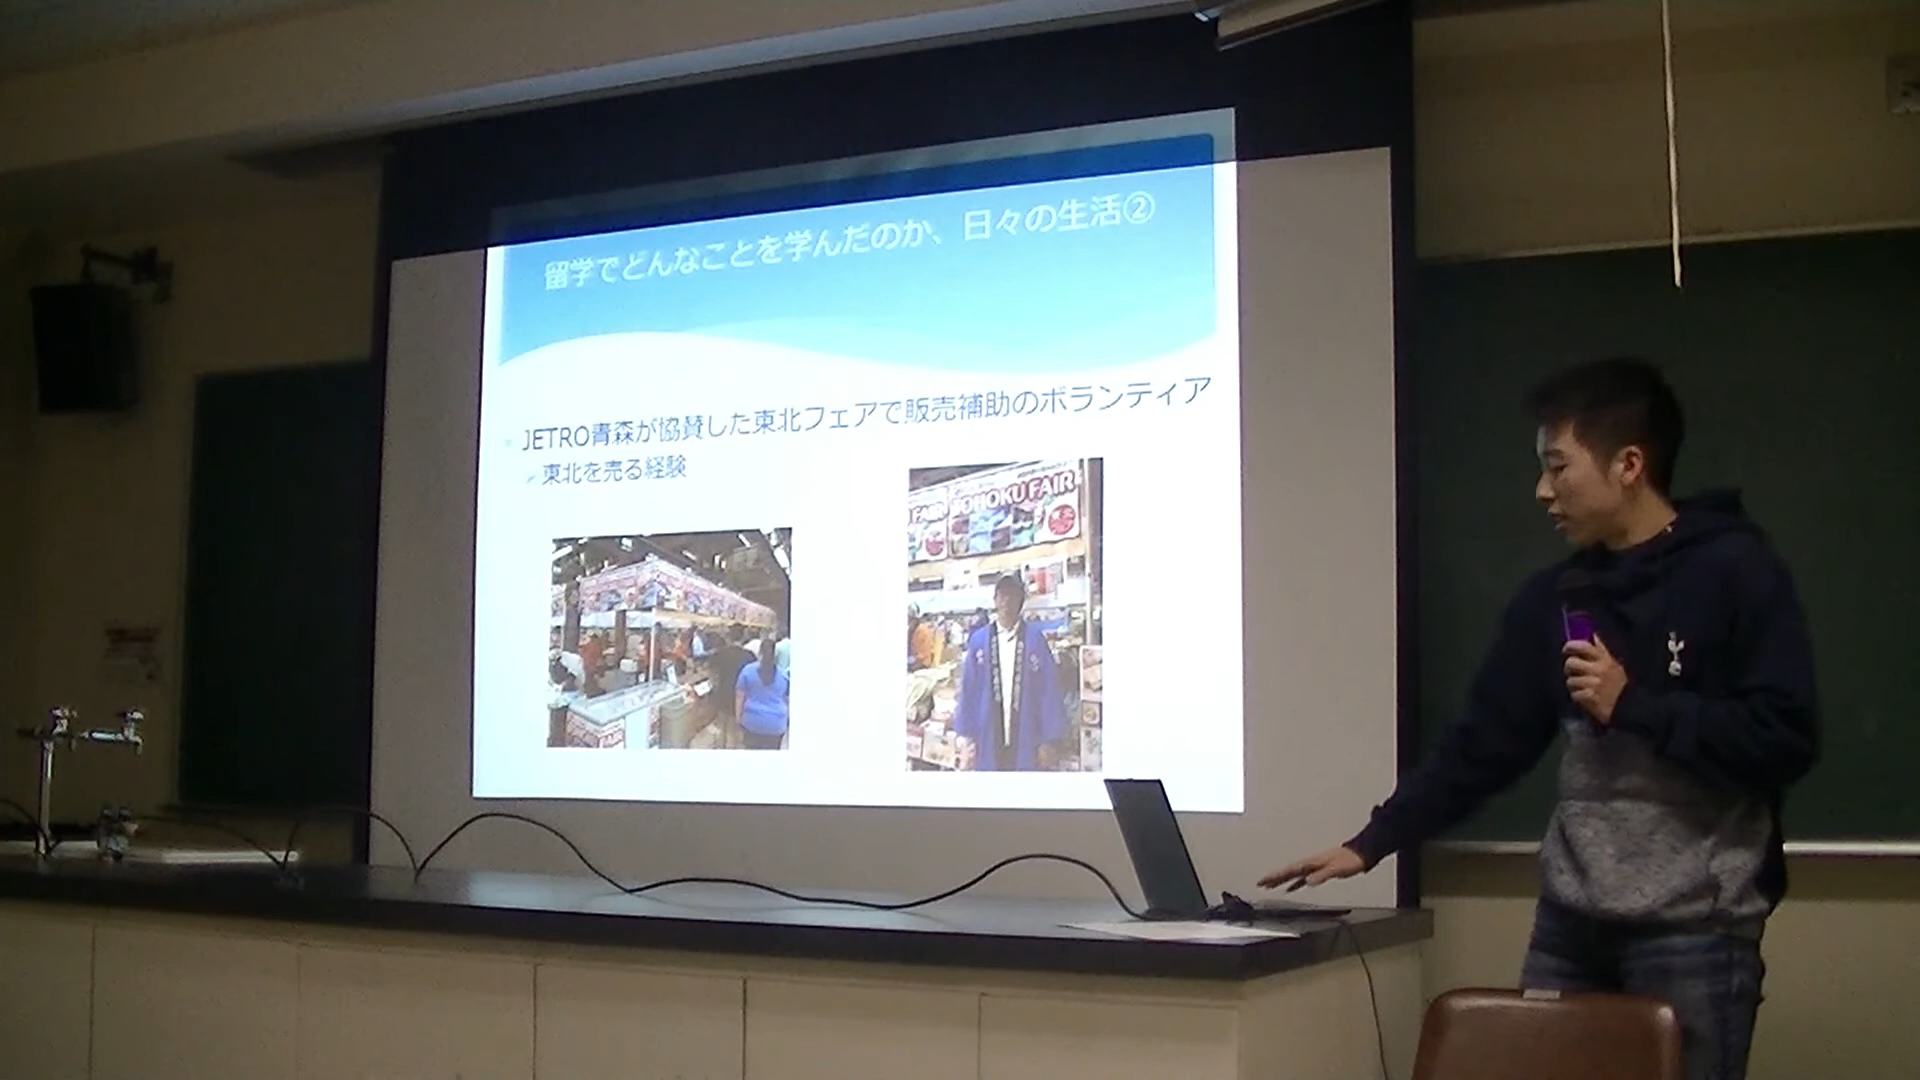 留学でどんなことを学んだのか、日々の生活②
JETRO青森が協賛した東北フェアで販売補助のボランティア
東北を売る経験
FAIR TOHOKU FAIR